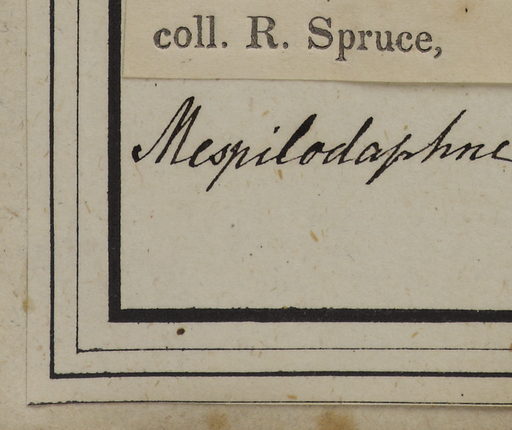 coll. R. Spruce,
Mespilodaphne